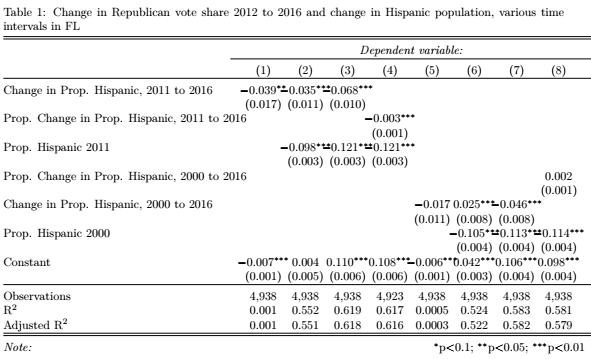 Table 1: Change in Republican vote share 2012 to 2016 and change in Hispanic population, various time
intervals in FL
Dependent variable:
(1) (2) (3) (4) (5) (6) (7) (8)
Change in Prop. Hispanic, 2011 to 2016 −0.039** −0.035*** −0.068***
(0.017) (0.011) (0.010)
Prop. Change in Prop. Hispanic, 2011 to 2016 −0.003***
(0.001)
Prop. Hispanic 2011 −0.098*** −0.121*** −0.121***
(0.003) (0.003) (0.003)
Prop. Change in Prop. Hispanic, 2000 to 2016 0.002
(0.001)
Change in Prop. Hispanic, 2000 to 2016 −0.017 0.025*** −0.046***
(0.011) (0.008) (0.008)
Prop. Hispanic 2000 −0.105*** −0.113*** −0.114***
(0.004) (0.004) (0.004)
Constant −0.007*** 0.004 0.110*** 0.108*** −0.006*** 0.042*** 0.106*** 0.098***
(0.001) (0.005) (0.006) (0.006) (0.001) (0.003) (0.004) (0.004)
Observations 4,938 4,938 4,938 4,923 4,938 4,938 4,938 4,938
R² 0.001 0.552 0.619 0.617 0.0005 0.524 0.583 0.581
Adjusted R² 0.001 0.551 0.618 0.616 0.0003 0.522 0.582 0.579
Note: *p<0.1; **p<0.05; ***p<0.01